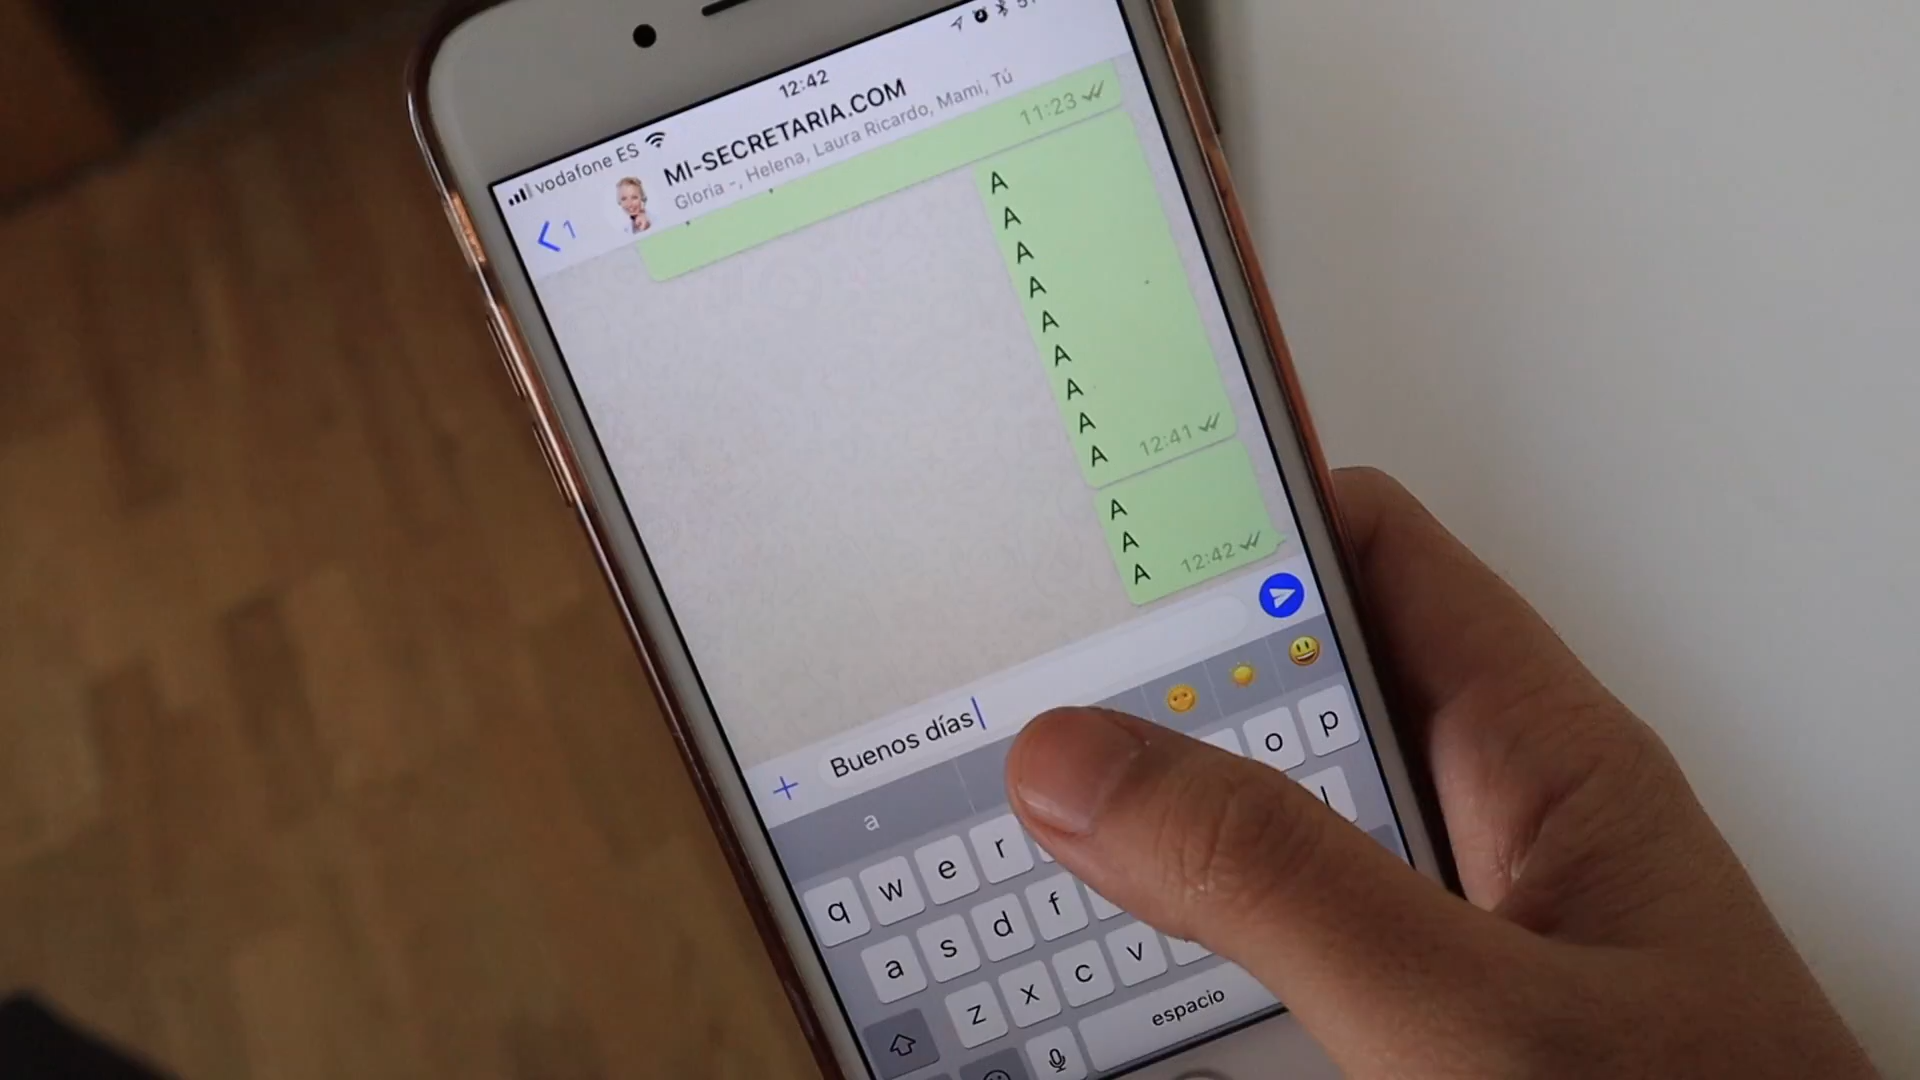 vodafone ES
12:42
1
MI-SECRETARIA.COM
Gloria -, Helena, Laura Ricardo, Mami, Tú
11:23
A
A
A
A
A
A
A
A
A
12:41
A
A
A
12:42
Buenos días
a
q w e r o p
a s d f
z x c v
espacio